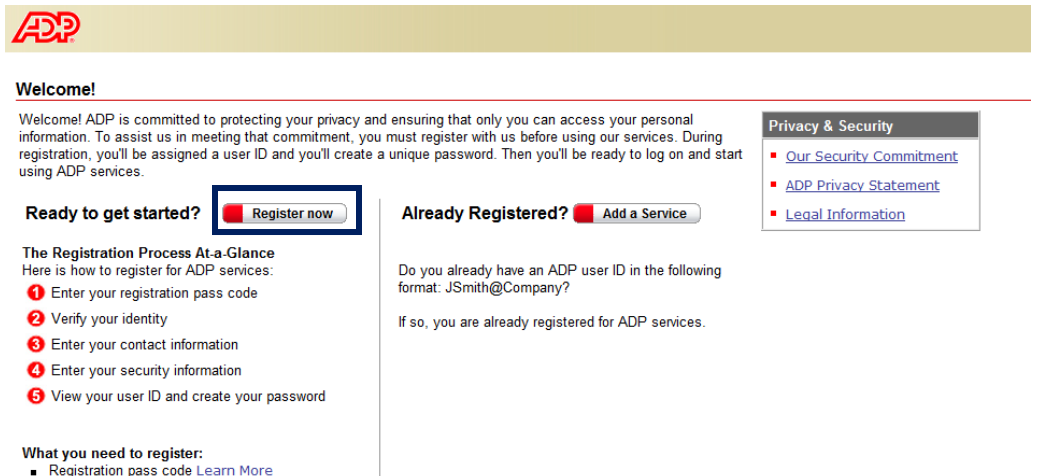 ADP
Welcome!
Welcome! ADP is committed to protecting your privacy and ensuring that only you can access your personal
information. To assist us in meeting that commitment, you must register with us before using our services. During
registration, you'll be assigned a user ID and you'll create a unique password. Then you'll be ready to log on and start
using ADP services.
Privacy & Security
Our Security Commitment
ADP Privacy Statement
Legal Information
Ready to get started? Register now
The Registration Process At-a-Glance
Here is how to register for ADP services:
1 Enter your registration pass code
2 Verify your identity
3 Enter your contact information
4 Enter your security information
5 View your user ID and create your password
What you need to register:
Registration pass code Learn More
Already Registered? Add a Service
Do you already have an ADP user ID in the following
format: JSmith@Company?
If so, you are already registered for ADP services.